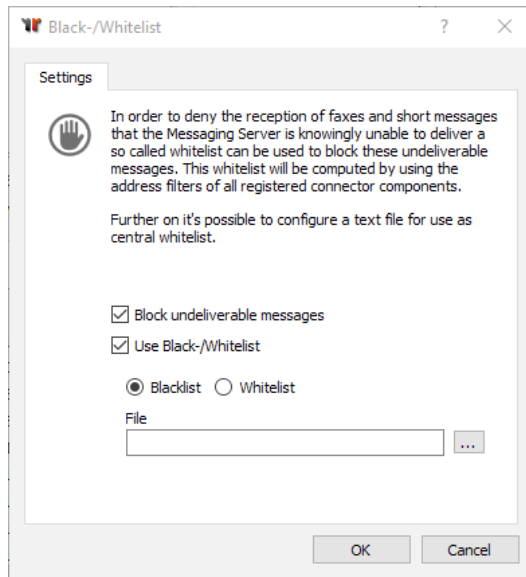 Black-/Whitelist
Settings
In order to deny the reception of faxes and short messages
that the Messaging Server is knowingly unable to deliver a
so called whitelist can be used to block these undeliverable
messages. This whitelist will be computed by using the
address filters of all registered connector components.
Further on it's possible to configure a text file for use as
central whitelist.
Block undeliverable messages
Use Black-/Whitelist
Blacklist Whitelist
File
...
OK Cancel